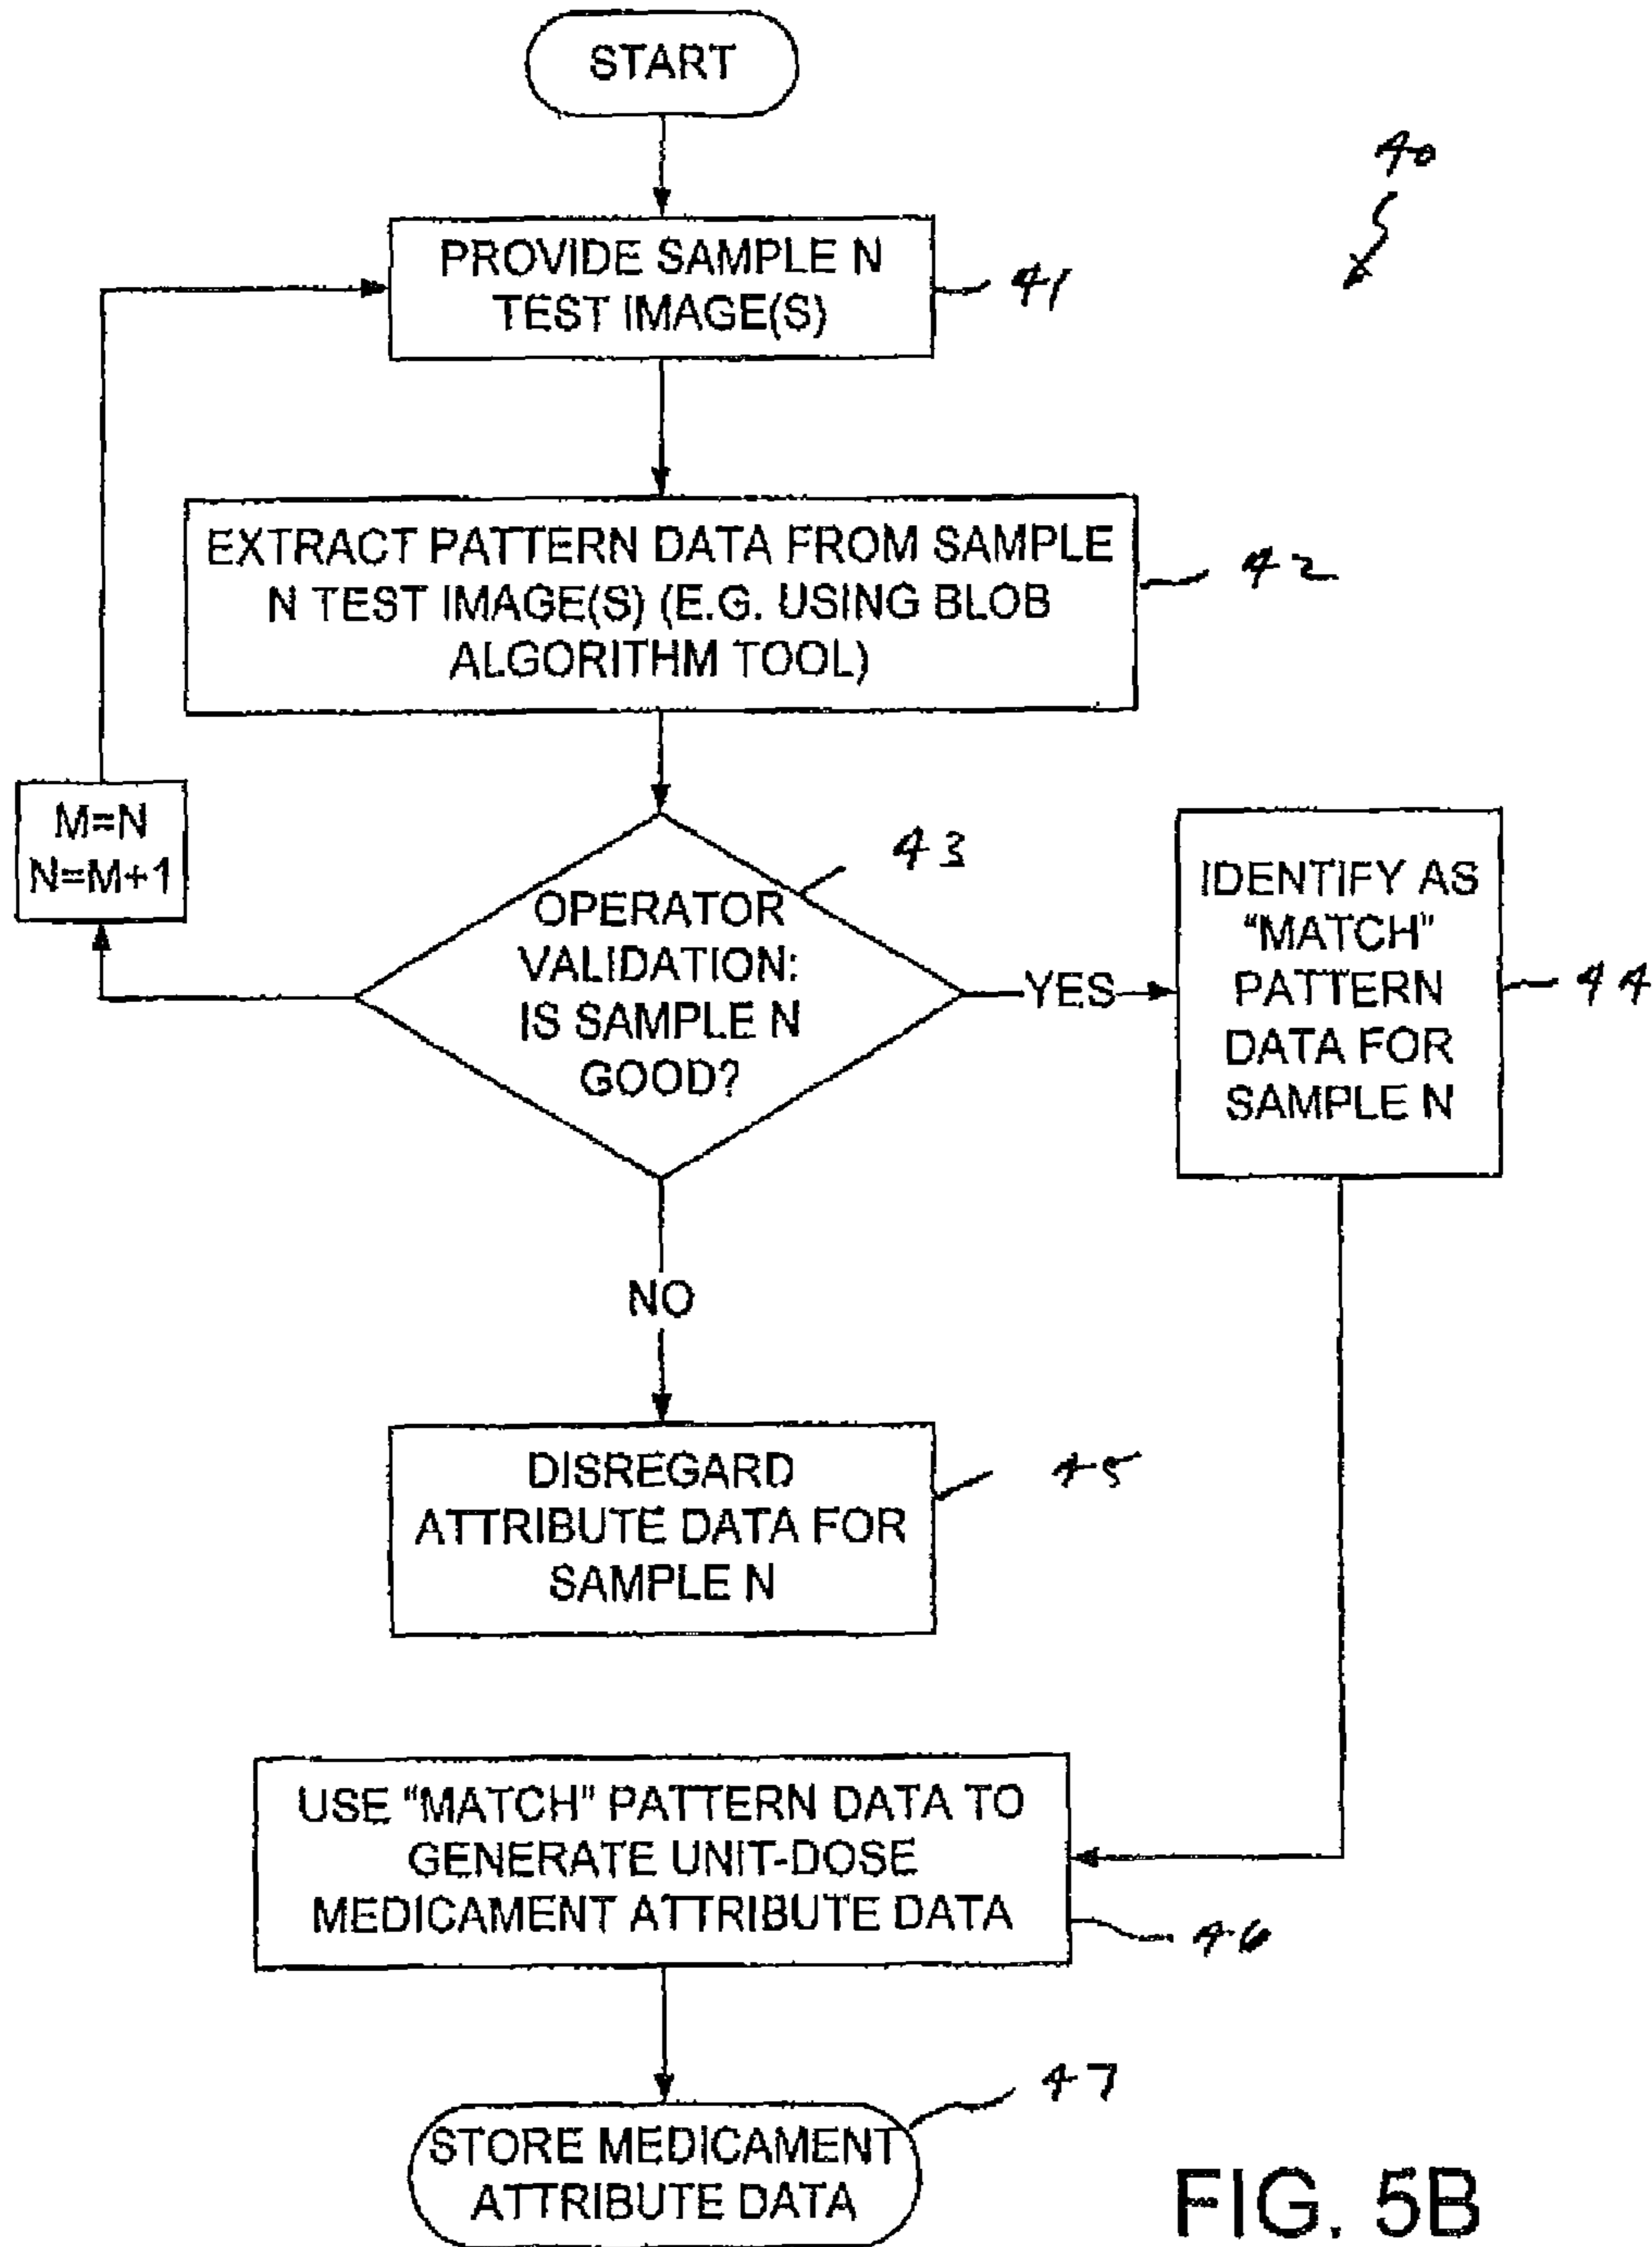 START
40
PROVIDE SAMPLE N
TEST IMAGE(S)
41
EXTRACT PATTERN DATA FROM SAMPLE
N TEST IMAGE(S) (E.G. USING BLOB
ALGORITHM TOOL)
42
M=N
N=M+1
OPERATOR
VALIDATION:
IS SAMPLE N
GOOD?
43
YES
IDENTIFY AS
"MATCH"
PATTERN
DATA FOR
SAMPLE N
44
NO
DISREGARD
ATTRIBUTE DATA FOR
SAMPLE N
45
USE "MATCH" PATTERN DATA TO
GENERATE UNIT-DOSE
MEDICAMENT ATTRIBUTE DATA
46
STORE MEDICAMENT
ATTRIBUTE DATA
47
FIG. 5B